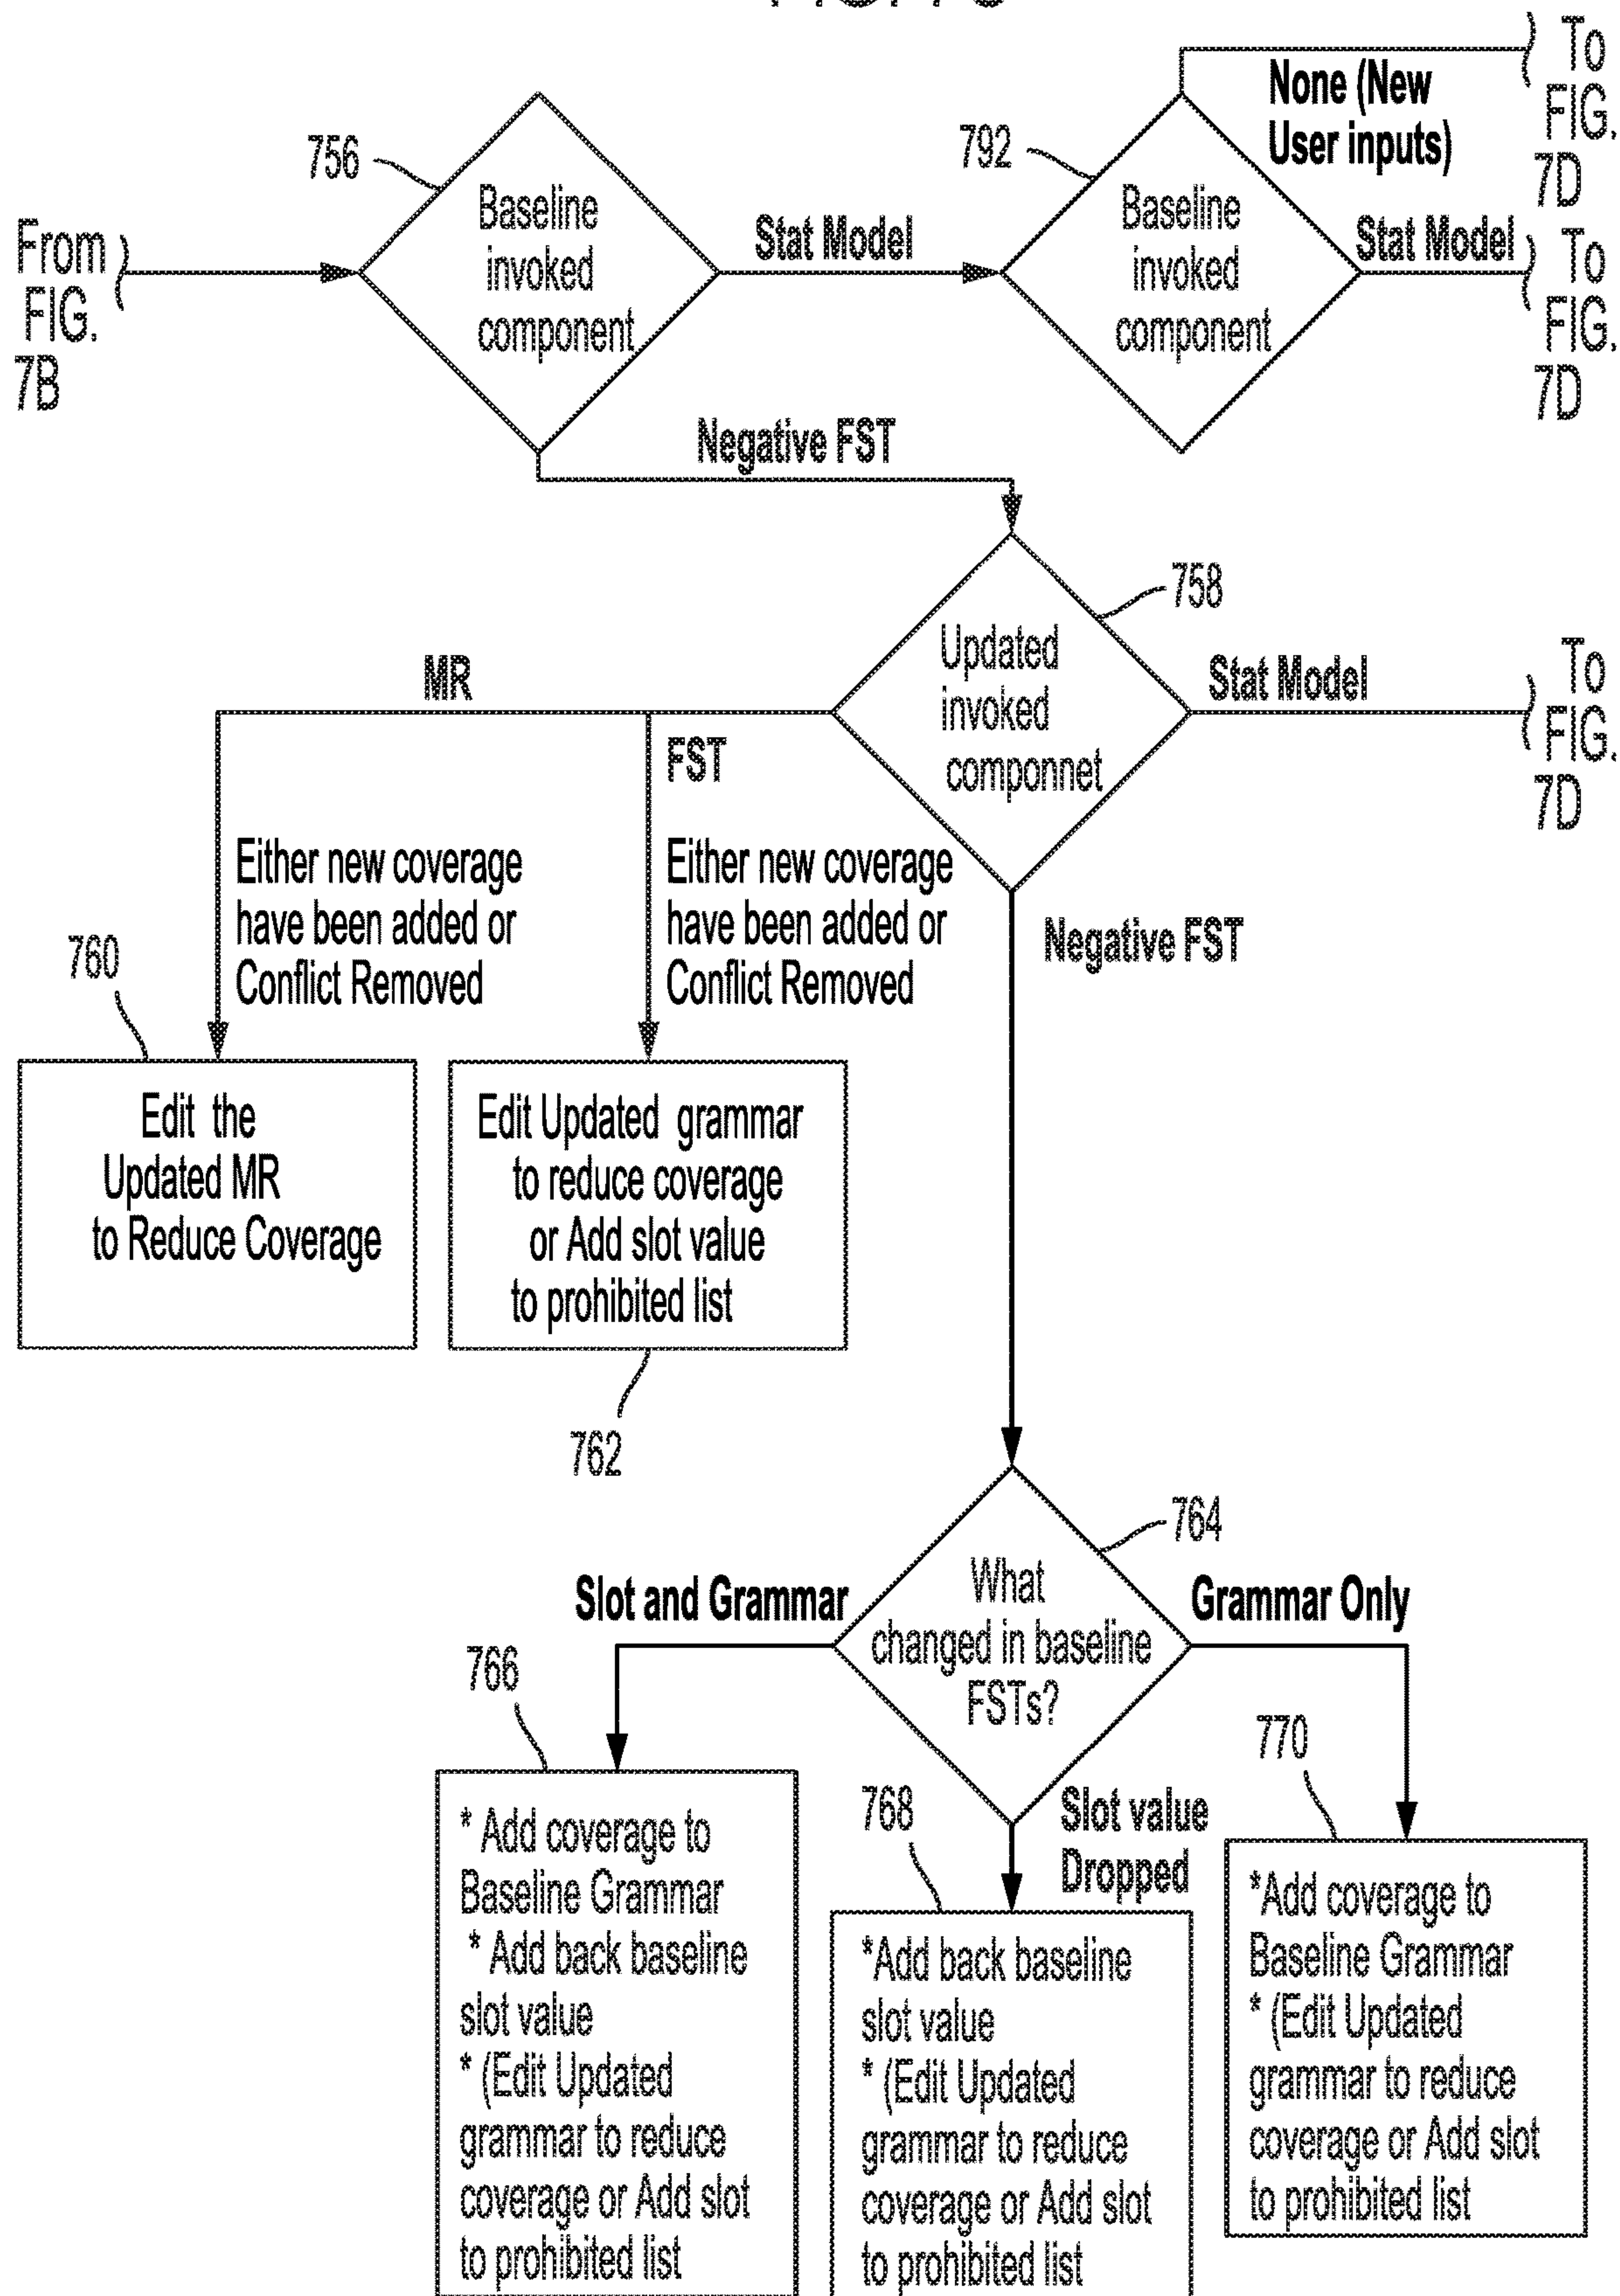 To
FIG.
7D
None (New
User inputs)
756
792
Baseline
invoked
component
Baseline
invoked
component
From
FIG.
7B
Stat Model
Stat Model
To
FIG.
7D
Negative FST
758
Updated
invoked
componnet
MR
Stat Model
To
FIG.
7D
FST
Either new coverage
have been added or
Conflict Removed
Either new coverage
have been added or
Conflict Removed
Negative FST
760
Edit the
Updated MR
to Reduce Coverage
Edit Updated grammar
to reduce coverage
or Add slot value
to prohibited list
762
764
What
changed in baseline
FSTs?
Slot and Grammar
Grammar Only
766
768
Slot value
Dropped
770
* Add coverage to
Baseline Grammar
* Add back baseline
slot value
* (Edit Updated
grammar to reduce
coverage or Add slot
to prohibited list
*Add back baseline
slot value
* (Edit Updated
grammar to reduce
coverage or Add slot
to prohibited list
*Add coverage to
Baseline Grammar
* (Edit Updated
grammar to reduce
coverage or Add slot
to prohibited list